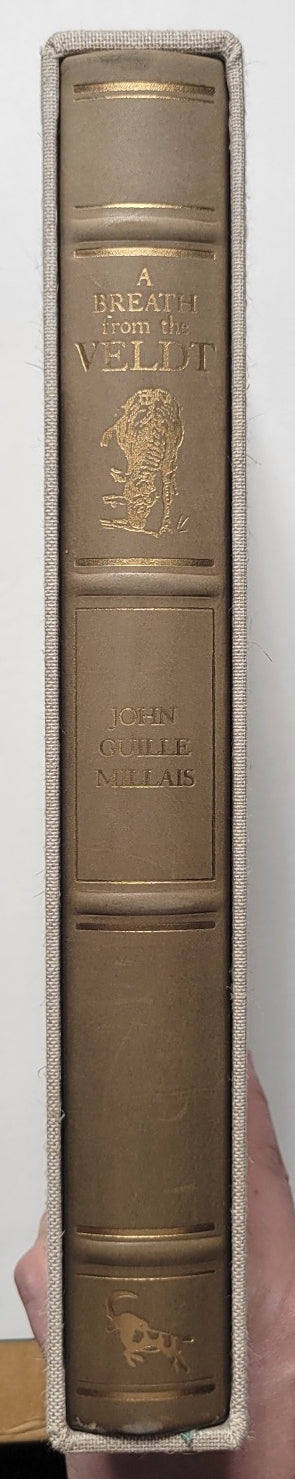 A
BREATH
from the
VELDT
JOHN
GUILLE
MILLAIS